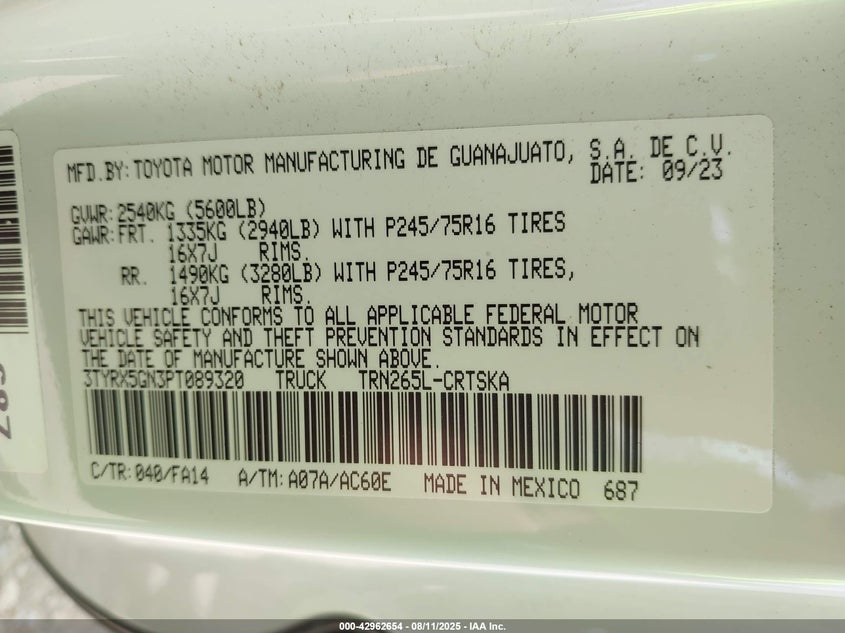 MFD.BY:TOYOTA MOTOR MANUFACTURING DE GUANAJUATO, S.A. DE C.V.
DATE: 09/23
GVWR:2540KG (5600LB)
GAWR:FRT. 1335KG (2940LB) WITH P245/75R16 TIRES
16X7J RIMS.
RR. 1490KG (3280LB) WITH P245/75R16 TIRES,
16X7J RIMS.
THIS VEHICLE CONFORMS TO ALL APPLICABLE FEDERAL MOTOR
VEHICLE SAFETY AND THEFT PREVENTION STANDARDS IN EFFECT ON
THE DATE OF MANUFACTURE SHOWN ABOVE.
3TYRX5GN3PT089320 TRUCK TRN265L-CRTSKA
C/TR:040/FA14 A/TM:A07A/AC60E MADE IN MEXICO 687
687
000-42962654 - 08/11/2025 - IAA Inc.